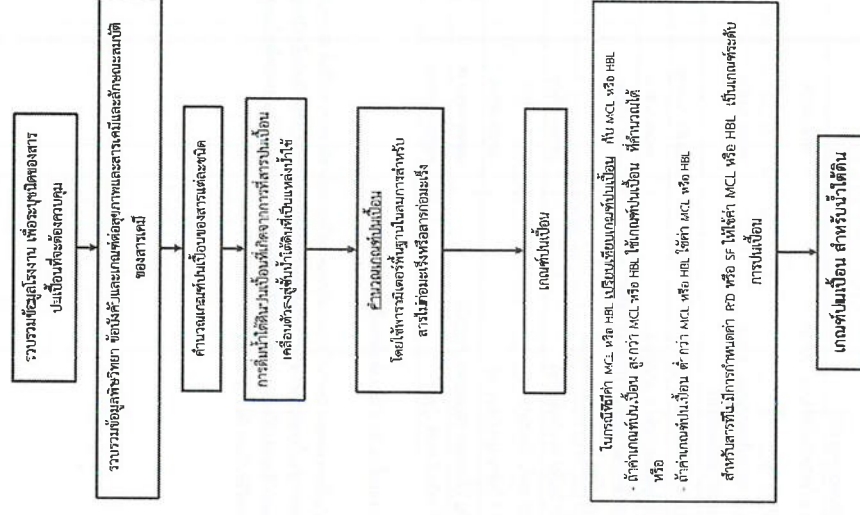 รวบรวมข้อมูลโรงงาน เพื่อระบุชนิดของสาร
ปนเปื้อนที่จะต้องควบคุม
รวบรวมข้อมูลพิษวิทยา ข้อบังคับและเกณฑ์ต่อสุขภาพและสารเคมีและลักษณะสมบัติ
ของสารเคมี
คำนวณเกณฑ์ปนเปื้อนของสารแต่ละชนิด
การดื่มน้ำใต้ดินปนเปื้อนที่เกิดจากการที่สารปนเปื้อน
เคลื่อนตัวลงสู่ชั้นน้ำใต้ดินที่เป็นแหล่งน้ำใช้
คำนวณเกณฑ์ปนเปื้อน
โดยใช้พารามิเตอร์พื้นฐานในสมการสำหรับ
สารไม่ก่อมะเร็งหรือสารก่อมะเร็ง
เกณฑ์ปนเปื้อน
ในกรณีที่มีค่า MCL หรือ HBL เปรียบเทียบเกณฑ์ปนเปื้อน กับ MCL หรือ HBL
- ถ้าค่าเกณฑ์ปนเปื้อน สูงกว่า MCL หรือ HBL ใช้เกณฑ์ปนเปื้อน ที่คำนวณได้
หรือ
- ถ้าค่าเกณฑ์ปนเปื้อน ต่ำกว่า MCL หรือ HBL ใช้ค่า MCL หรือ HBL
สำหรับสารที่ไม่มีการกำหนดค่า RfD หรือ SF ให้ใช้ค่า MCL หรือ HBL เป็นเกณฑ์ระดับ
การปนเปื้อน
เกณฑ์ปนเปื้อน สำหรับน้ำใต้ดิน